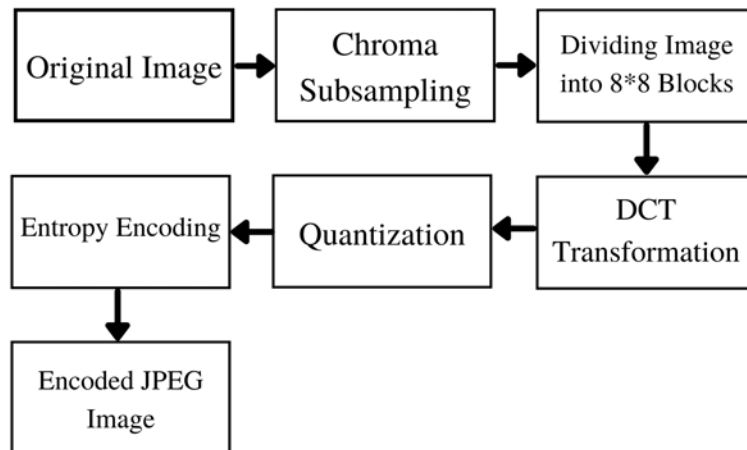 Original Image
Chroma
Subsampling
Dividing Image
into 8*8 Blocks
DCT
Transformation
Quantization
Entropy Encoding
Encoded JPEG
Image